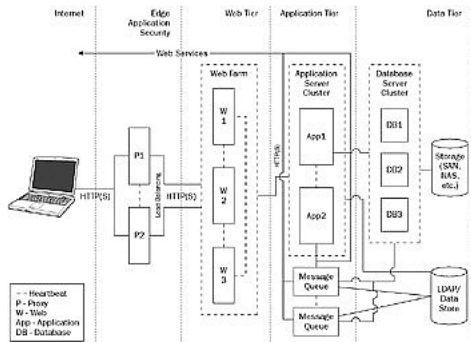 Internet
Edge
Application
Security
Web Tier
Application Tier
Data Tier
Web Services
Web Farm
Application
Server
Cluster
Database
Server
Cluster
W
1
W
2
W
3
P1
P2
HTTP(S)
Load Balancing
HTTP(S)
HTTP(S)
App1
App2
DB1
DB2
DB3
Storage
(SAN,
NAS,
etc.)
Message
Queue
Message
Queue
LDAP/
Data
Store
-- Heartbeat
P - Proxy
W - Web
App - Application
DB - Database